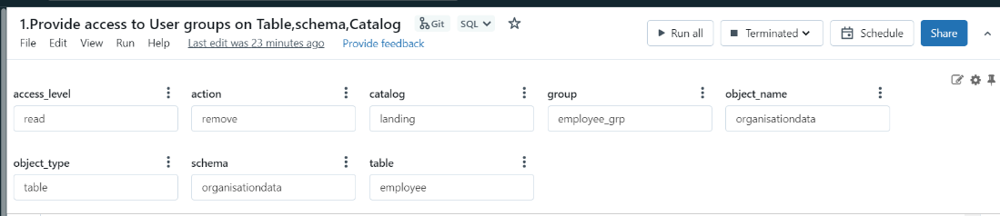 1.Provide access to User groups on Table,schema,Catalog Git SQL
File Edit View Run Help Last edit was 23 minutes ago Provide feedback
Run all Terminated Schedule Share
access_level action catalog group object_name
read remove landing employee_grp organisationdata
object_type schema table
table organisationdata employee